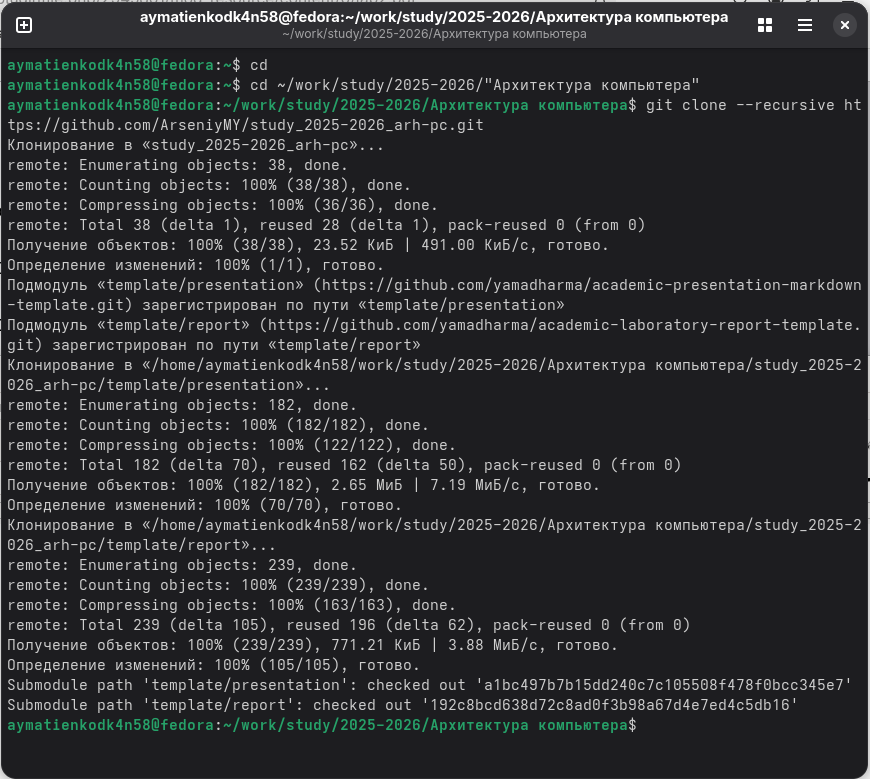 aymatienkodk4n58@fedora:~/work/study/2025-2026/Архитектура компьютера
~/work/study/2025-2026/Архитектура компьютера
aymatienkodk4n58@fedora:~$ cd
aymatienkodk4n58@fedora:~$ cd ~/work/study/2025-2026/"Архитектура компьютера"
aymatienkodk4n58@fedora:~/work/study/2025-2026/Архитектура компьютера$ git clone --recursive ht
tps://github.com/ArseniyMY/study_2025-2026_arh-pc.git
Клонирование в «study_2025-2026_arh-pc»...
remote: Enumerating objects: 38, done.
remote: Counting objects: 100% (38/38), done.
remote: Compressing objects: 100% (36/36), done.
remote: Total 38 (delta 1), reused 28 (delta 1), pack-reused 0 (from 0)
Получение объектов: 100% (38/38), 23.52 КиБ | 491.00 КиБ/с, готово.
Определение изменений: 100% (1/1), готово.
Подмодуль «template/presentation» (https://github.com/yamadharma/academic-presentation-markdown
-template.git) зарегистрирован по пути «template/presentation»
Подмодуль «template/report» (https://github.com/yamadharma/academic-laboratory-report-template.
git) зарегистрирован по пути «template/report»
Клонирование в «/home/aymatienkodk4n58/work/study/2025-2026/Архитектура компьютера/study_2025-2
026_arh-pc/template/presentation»...
remote: Enumerating objects: 182, done.
remote: Counting objects: 100% (182/182), done.
remote: Compressing objects: 100% (122/122), done.
remote: Total 182 (delta 70), reused 162 (delta 50), pack-reused 0 (from 0)
Получение объектов: 100% (182/182), 2.65 МиБ | 7.19 МиБ/с, готово.
Определение изменений: 100% (70/70), готово.
Клонирование в «/home/aymatienkodk4n58/work/study/2025-2026/Архитектура компьютера/study_2025-2
026_arh-pc/template/report»...
remote: Enumerating objects: 239, done.
remote: Counting objects: 100% (239/239), done.
remote: Compressing objects: 100% (163/163), done.
remote: Total 239 (delta 105), reused 196 (delta 62), pack-reused 0 (from 0)
Получение объектов: 100% (239/239), 771.21 КиБ | 3.88 МиБ/с, готово.
Определение изменений: 100% (105/105), готово.
Submodule path 'template/presentation': checked out 'a1bc497b7b15dd240c7c105508f478f0bcc345e7'
Submodule path 'template/report': checked out '192c8bcd638d72c8ad0f3b98a67d4e7ed4c5db16'
aymatienkodk4n58@fedora:~/work/study/2025-2026/Архитектура компьютера$